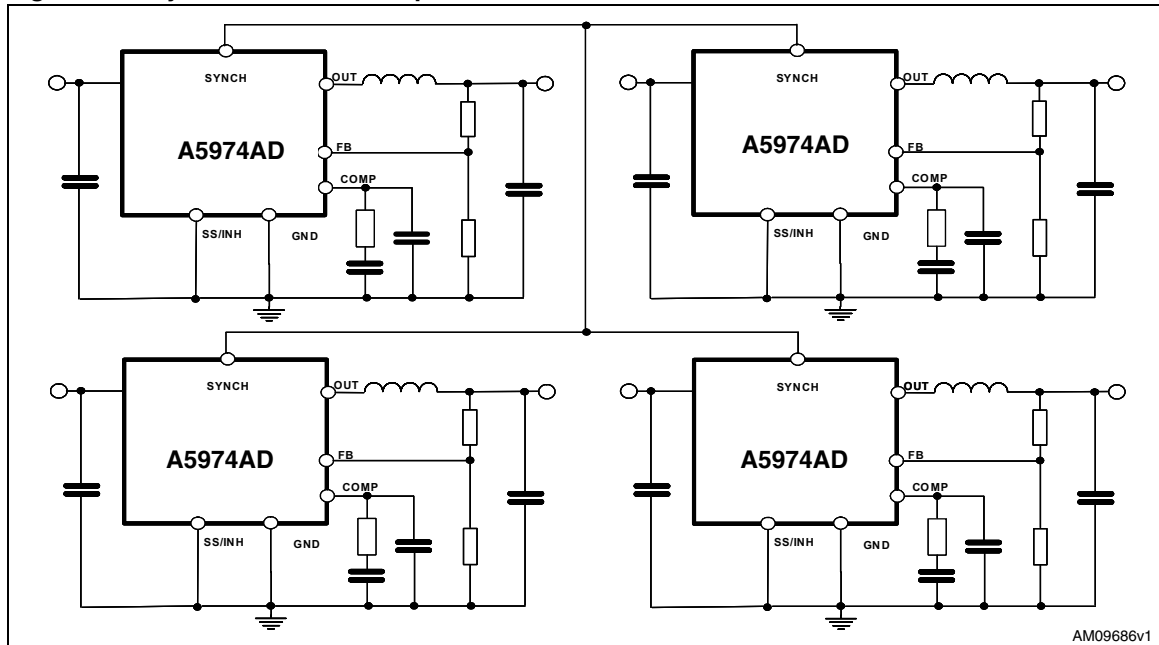 SYNCH
OUT
A5974AD
FB
COMP
SS/INH
GND
SYNCH
OUT
A5974AD
FB
COMP
SS/INH
GND
SYNCH
OUT
A5974AD
FB
COMP
SS/INH
GND
SYNCH
OUT
A5974AD
FB
COMP
SS/INH
GND
AM09686v1